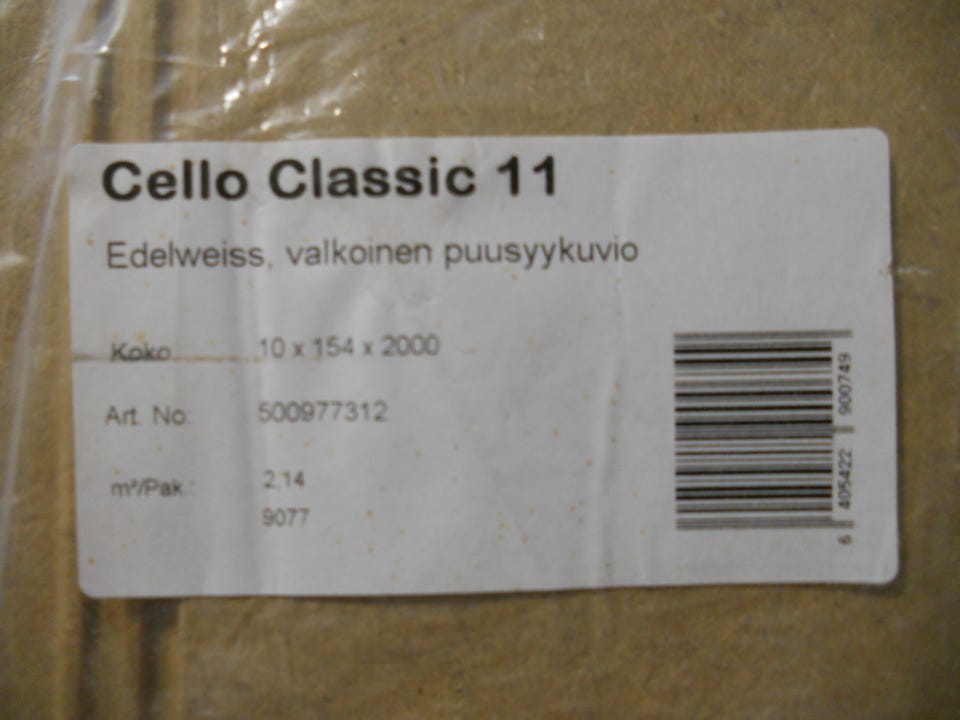 Cello Classic 11
Edelweiss, valkoinen puusyykuvio
Koko 10 x 154 x 2000
Art. No: 500977312
m²/Pak.: 2.14
9077
6 405422 900749